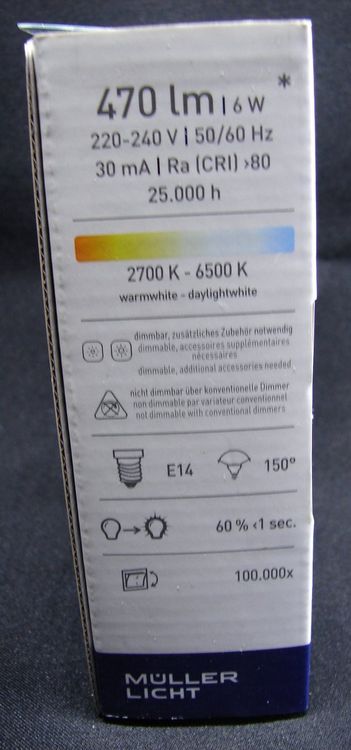 470 lm | 6 W *
220-240 V | 50/60 Hz
30 mA | Ra (CRI) >80
25.000 h
2700 K - 6500 K
warmwhite - daylightwhite
dimmbar, zusätzliches Zubehör notwendig
dimmable, accessoires supplémentaires
nécessaires
dimmable, additional accessories needed
nicht dimmbar über konventionelle Dimmer
non dimmable par variateur conventionnel
not dimmable with conventional dimmers
E14 150°
60 % <1 sec.
100.000x
MÜLLER
LICHT